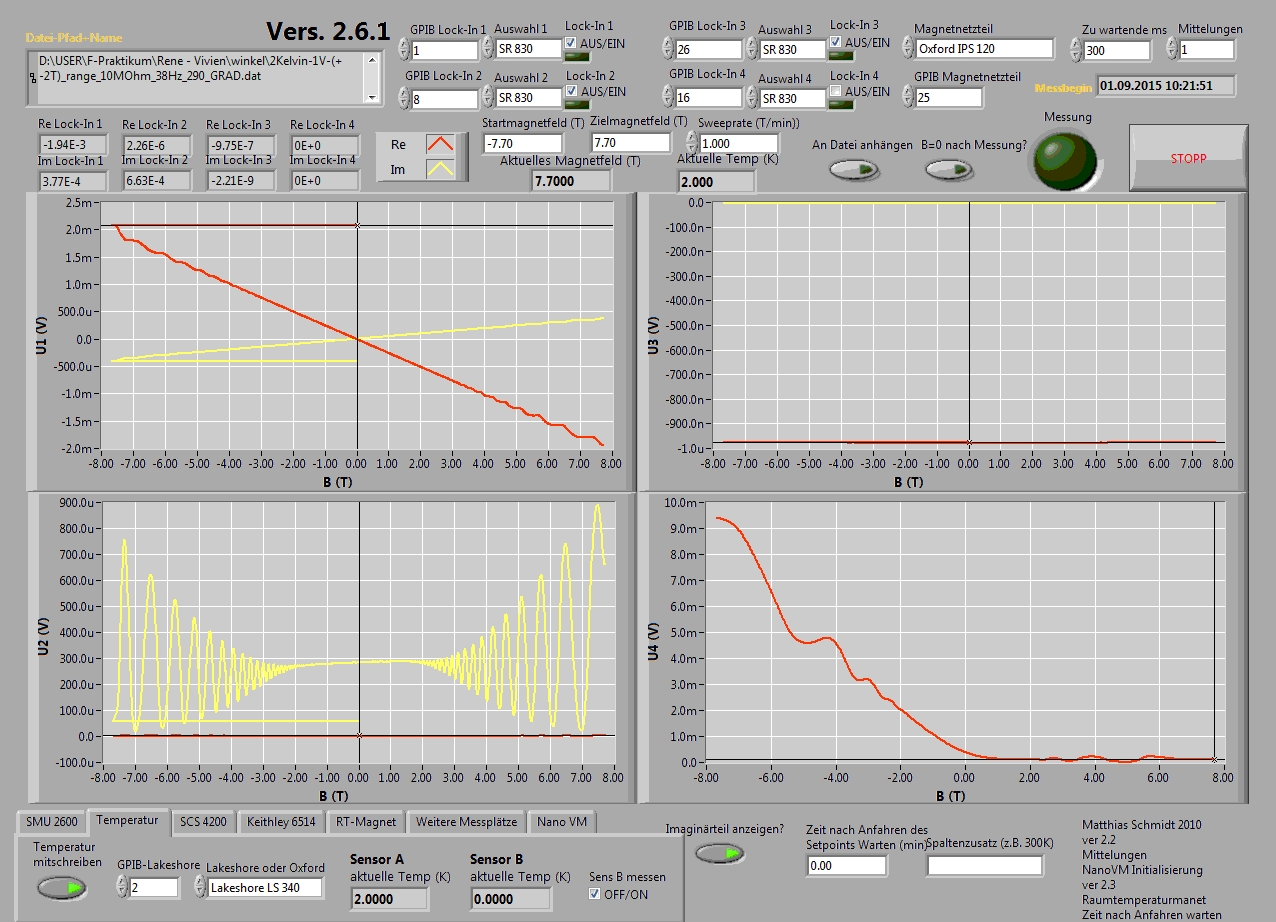 Datei-Pfad--Name
Vers. 2.6.1
D:\USER\F-Praktikum\Rene - Vivien\winkel\2Kelvin-1V-(+
-2T)_range_10MOhm_38Hz_290_GRAD.dat
GPIB Lock-In 1 Auswahl 1 Lock-In 1
1 SR 830 AUS/EIN
GPIB Lock-In 2 Auswahl 2 Lock-In 2
8 SR 830 AUS/EIN
GPIB Lock-In 3 Auswahl 3 Lock-In 3
26 SR 830 AUS/EIN
GPIB Lock-In 4 Auswahl 4 Lock-In 4
16 SR 830 AUS/EIN
Magnetnetzteil
Oxford IPS 120
GPIB Magnetnetzteil
25
Zu wartende ms Mittelungen
300 1
Messbegin 01.09.2015 10:21:51
Re Lock-In 1 Re Lock-In 2 Re Lock-In 3 Re Lock-In 4
-1.94E-3 2.26E-6 -9.75E-7 0E+0
Im Lock-In 1 Im Lock-In 2 Im Lock-In 3 Im Lock-In 4
3.77E-4 6.63E-4 -2.21E-9 0E+0
Re
Im
Startmagnetfeld (T) Zielmagnetfeld (T) Sweeprate (T/min))
-7.70 7.70 1.000
Aktuelles Magnetfeld (T) Aktuelle Temp (K)
7.7000 2.000
An Datei anhängen B=0 nach Messung?
Messung
STOPP
2.5m
2.0m
1.5m
1.0m
500.0u
0.0
-500.0u
-1.0m
-1.5m
-2.0m
U1 (V)
-8.00 -7.00 -6.00 -5.00 -4.00 -3.00 -2.00 -1.00 0.00 1.00 2.00 3.00 4.00 5.00 6.00 7.00 8.00
B (T)
0.0
-100.0n
-200.0n
-300.0n
-400.0n
-500.0n
-600.0n
-700.0n
-800.0n
-900.0n
-1.0u
U3 (V)
-8.00 -7.00 -6.00 -5.00 -4.00 -3.00 -2.00 -1.00 0.00 1.00 2.00 3.00 4.00 5.00 6.00 7.00 8.00
B (T)
900.0u
800.0u
700.0u
600.0u
500.0u
400.0u
300.0u
200.0u
100.0u
0.0
-100.0u
U2 (V)
-8.00 -7.00 -6.00 -5.00 -4.00 -3.00 -2.00 -1.00 0.00 1.00 2.00 3.00 4.00 5.00 6.00 7.00 8.00
B (T)
10.0m
9.0m
8.0m
7.0m
6.0m
5.0m
4.0m
3.0m
2.0m
1.0m
0.0
U4 (V)
-8.00 -6.00 -4.00 -2.00 0.00 2.00 4.00 6.00 8.00
B (T)
SMU 2600 Temperatur SCS 4200 Keithley 6514 RT-Magnet Weitere Messplätze Nano VM
Temperatur
mitschreiben
GPIB-Lakeshore Lakeshore oder Oxford
2 Lakeshore LS 340
Sensor A
aktuelle Temp (K)
2.0000
Sensor B
aktuelle Temp (K)
0.0000
Sens B messen
OFF/ON
Imaginärteil anzeigen?
Zeit nach Anfahren des
Setpoints Warten (min)
0.00
Spaltenzusatz (z.B. 300K)
Matthias Schmidt 2010
ver 2.2
Mittelungen
NanoVM Initialisierung
ver 2.3
Raumtemperaturmanet
Zeit nach Anfahren warten